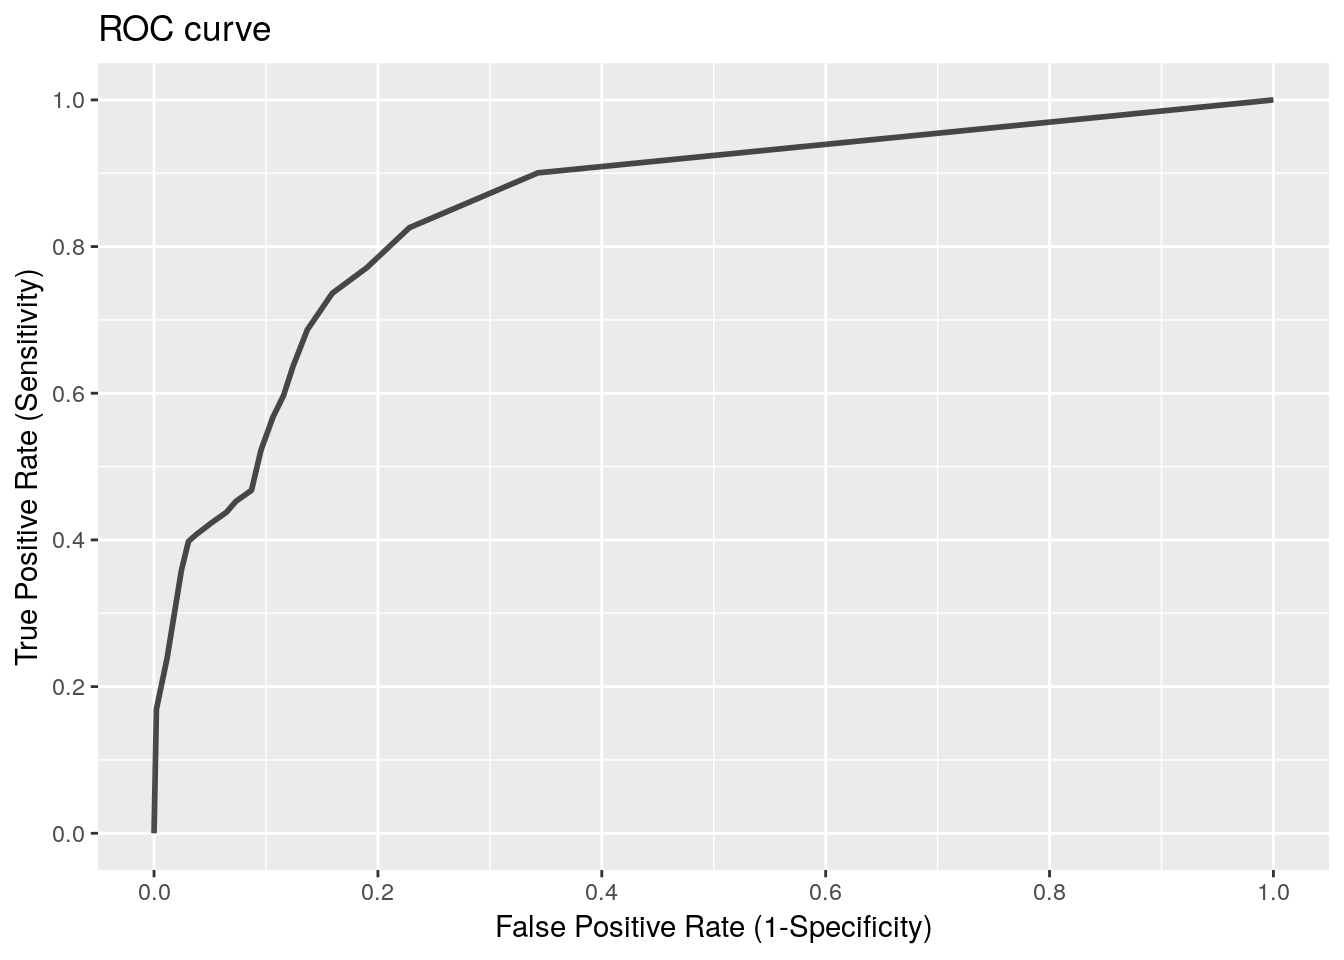 ROC curve
1.0
0.8
0.6
0.4
0.2
0.0
True Positive Rate (Sensitivity)
0.0 0.2 0.4 0.6 0.8 1.0
False Positive Rate (1-Specificity)